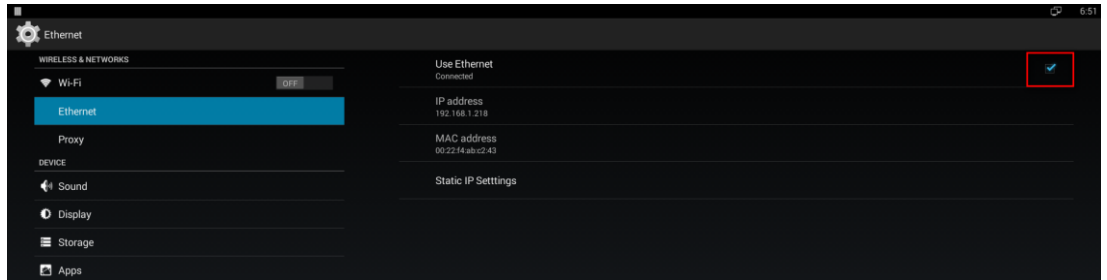 6:51
Ethernet
WIRELESS & NETWORKS
Wi-Fi
OFF
Ethernet
Proxy
DEVICE
Sound
Display
Storage
Apps
Use Ethernet
Connected
IP address
192.168.1.218
MAC address
00:22:f4:ab:c2:43
Static IP Setttings